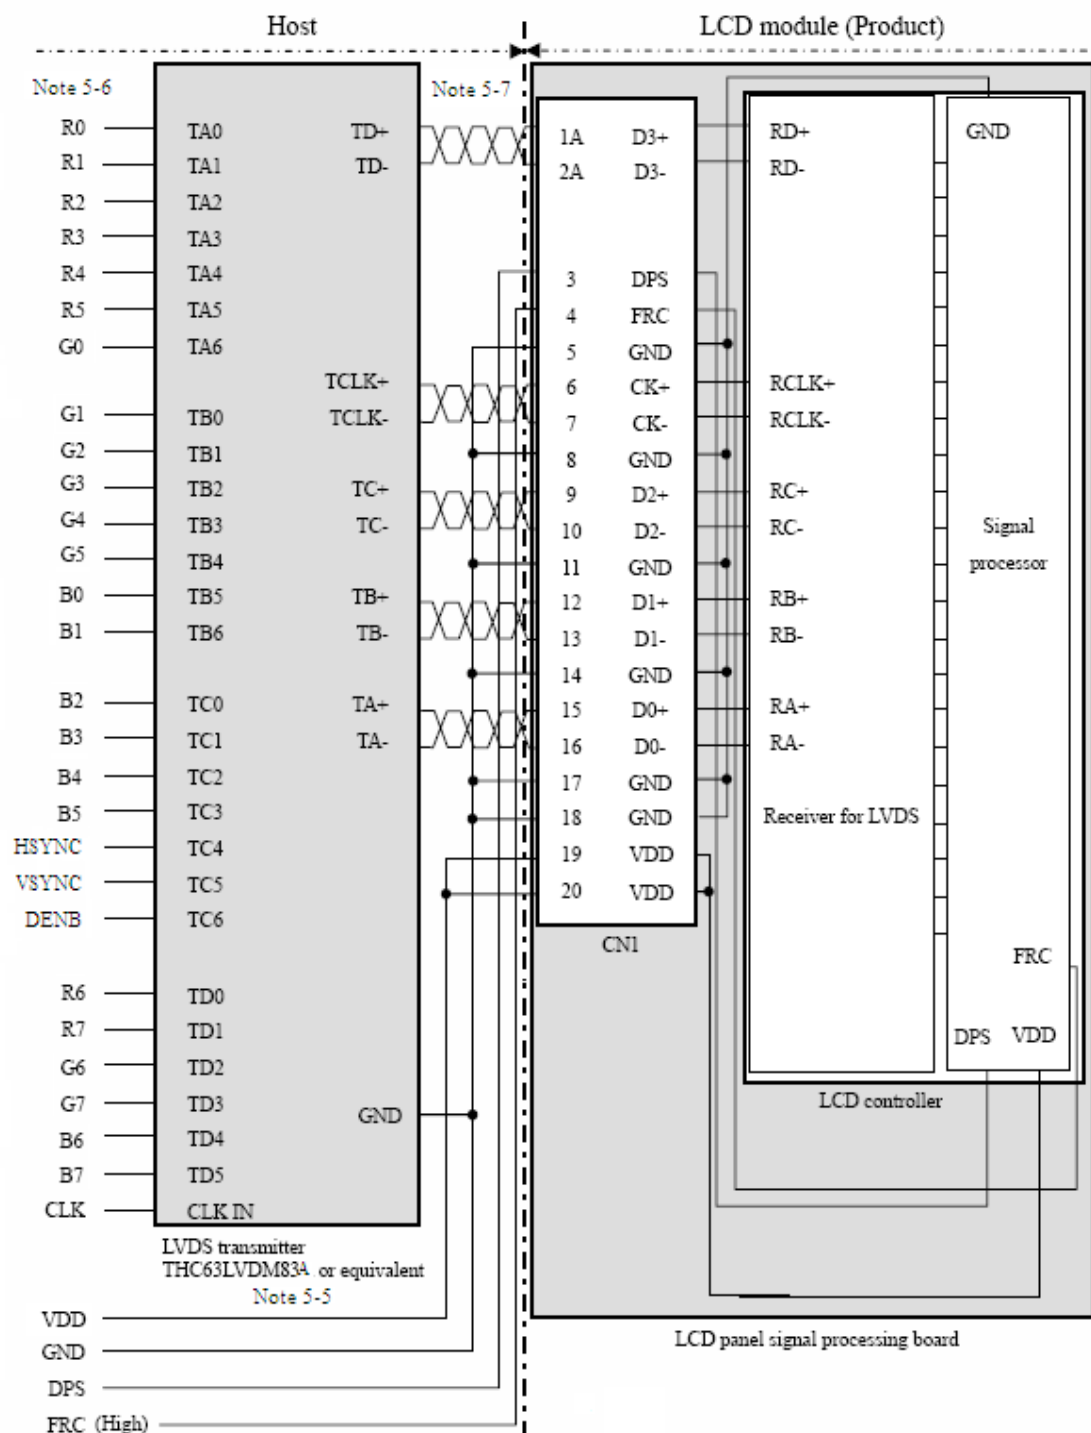 Host LCD module (Product)
Note 5-6 Note 5-7
R0 TA0 TD+ 1A D3+ RD+ GND
R1 TA1 TD- 2A D3- RD-
R2 TA2
R3 TA3
R4 TA4 3 DPS
R5 TA5 4 FRC
G0 TA6 5 GND
TCLK+ 6 CK+ RCLK+
G1 TB0 TCLK- 7 CK- RCLK-
G2 TB1 8 GND
G3 TB2 TC+ 9 D2+ RC+
G4 TB3 TC- 10 D2- RC- Signal
G5 TB4 11 GND processor
B0 TB5 TB+ 12 D1+ RB+
B1 TB6 TB- 13 D1- RB-
14 GND
B2 TC0 TA+ 15 D0+ RA+
B3 TC1 TA- 16 D0- RA-
B4 TC2 17 GND
B5 TC3 18 GND Receiver for LVDS
HSYNC TC4 19 VDD
VSYNC TC5 20 VDD
DENB TC6
CN1
FRC
R6 TD0
R7 TD1 DPS VDD
G6 TD2
G7 TD3 GND LCD controller
B6 TD4
B7 TD5
CLK CLK IN
LVDS transmitter
THC63LVDM83A or equivalent
Note 5-5
VDD
LCD panel signal processing board
GND
DPS
FRC (High)